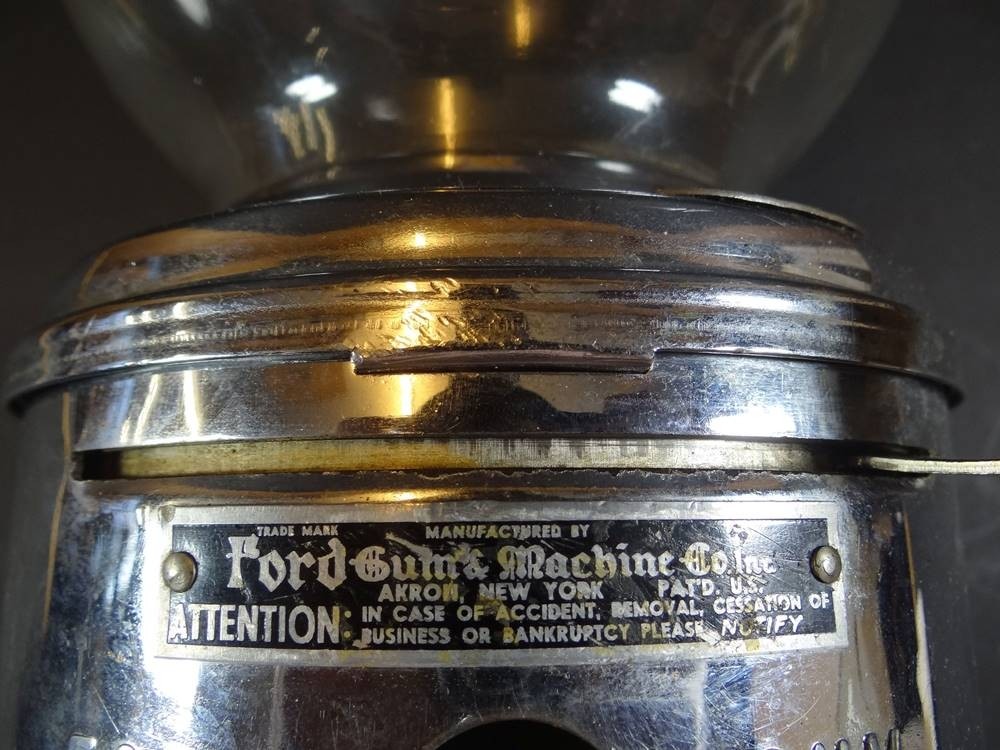 TRADE MARK MANUFACTURED BY
Ford Gum & Machine Co. Inc
AKRON, NEW YORK PAT'D. U.S.
ATTENTION: IN CASE OF ACCIDENT, REMOVAL, CESSATION OF
BUSINESS OR BANKRUPTCY PLEASE NOTIFY